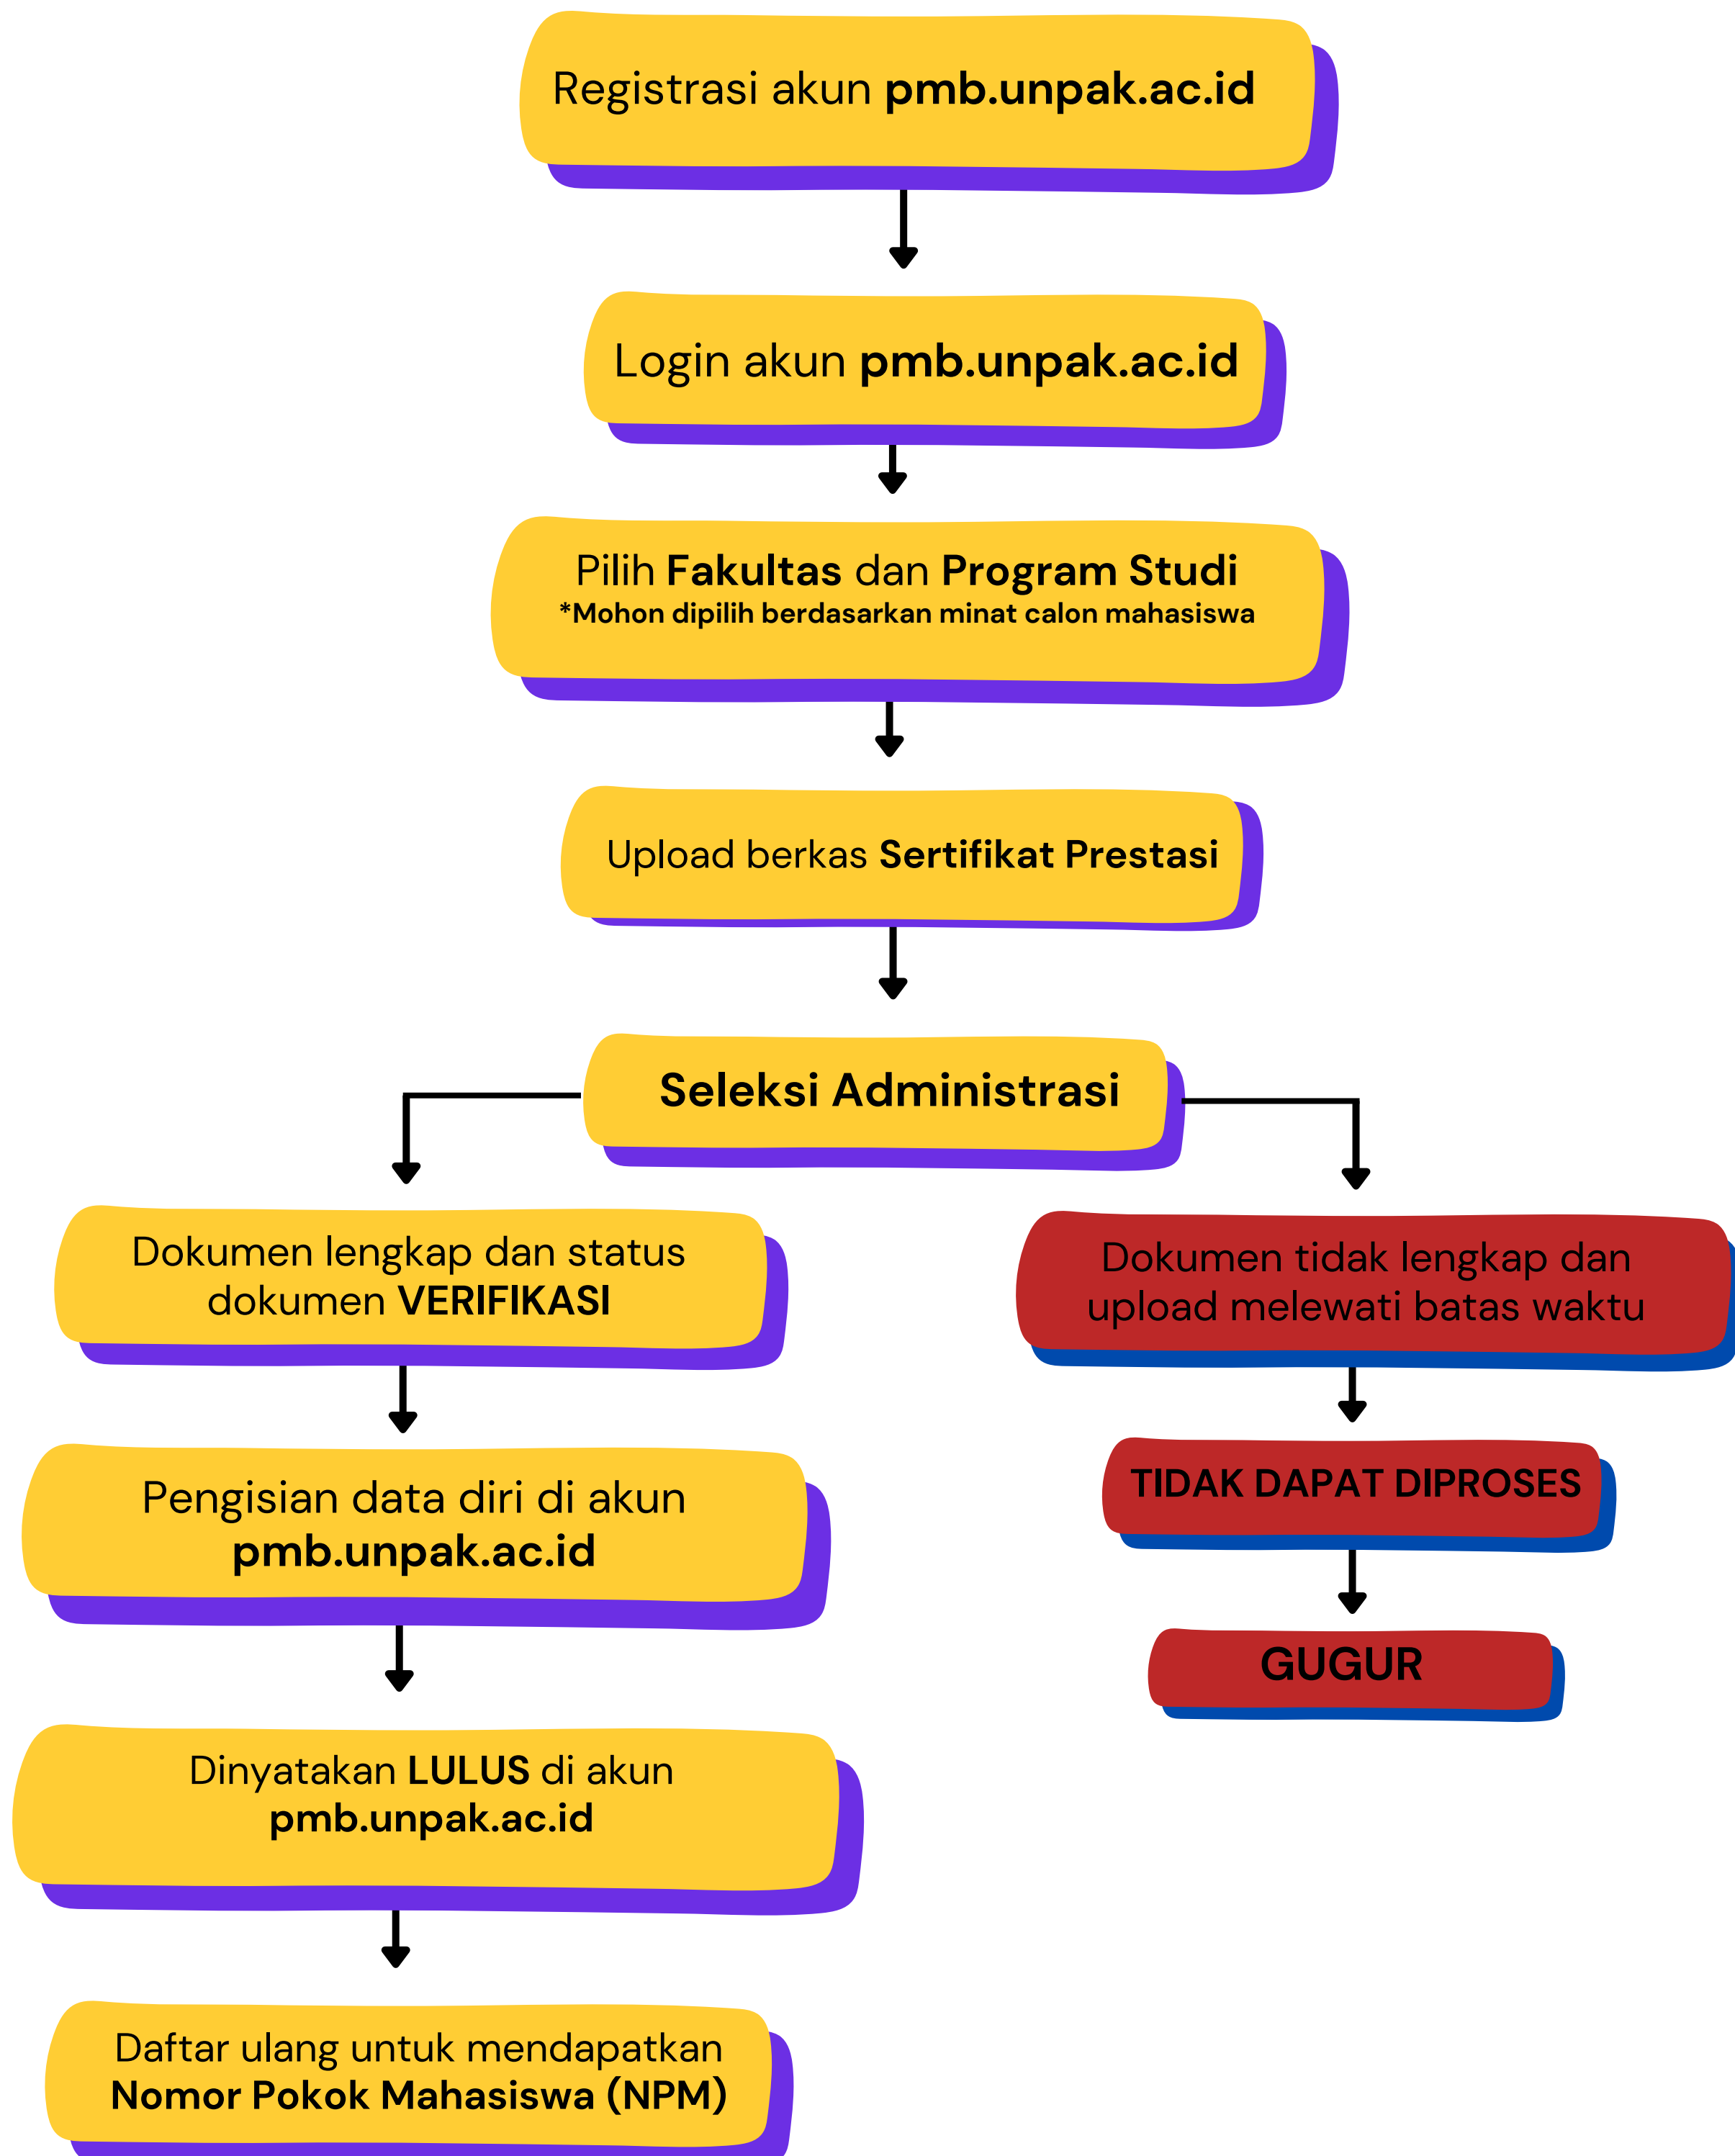 Registrasi akun pmb.unpak.ac.id
Login akun pmb.unpak.ac.id
Pilih Fakultas dan Program Studi
*Mohon dipilih berdasarkan minat calon mahasiswa
Upload berkas Sertifikat Prestasi
Seleksi Administrasi
Dokumen lengkap dan status
dokumen VERIFIKASI
Pengisian data diri di akun
pmb.unpak.ac.id
Dinyatakan LULUS di akun
pmb.unpak.ac.id
Daftar ulang untuk mendapatkan
Nomor Pokok Mahasiswa (NPM)
Dokumen tidak lengkap dan
upload melewati batas waktu
TIDAK DAPAT DIPROSES
GUGUR